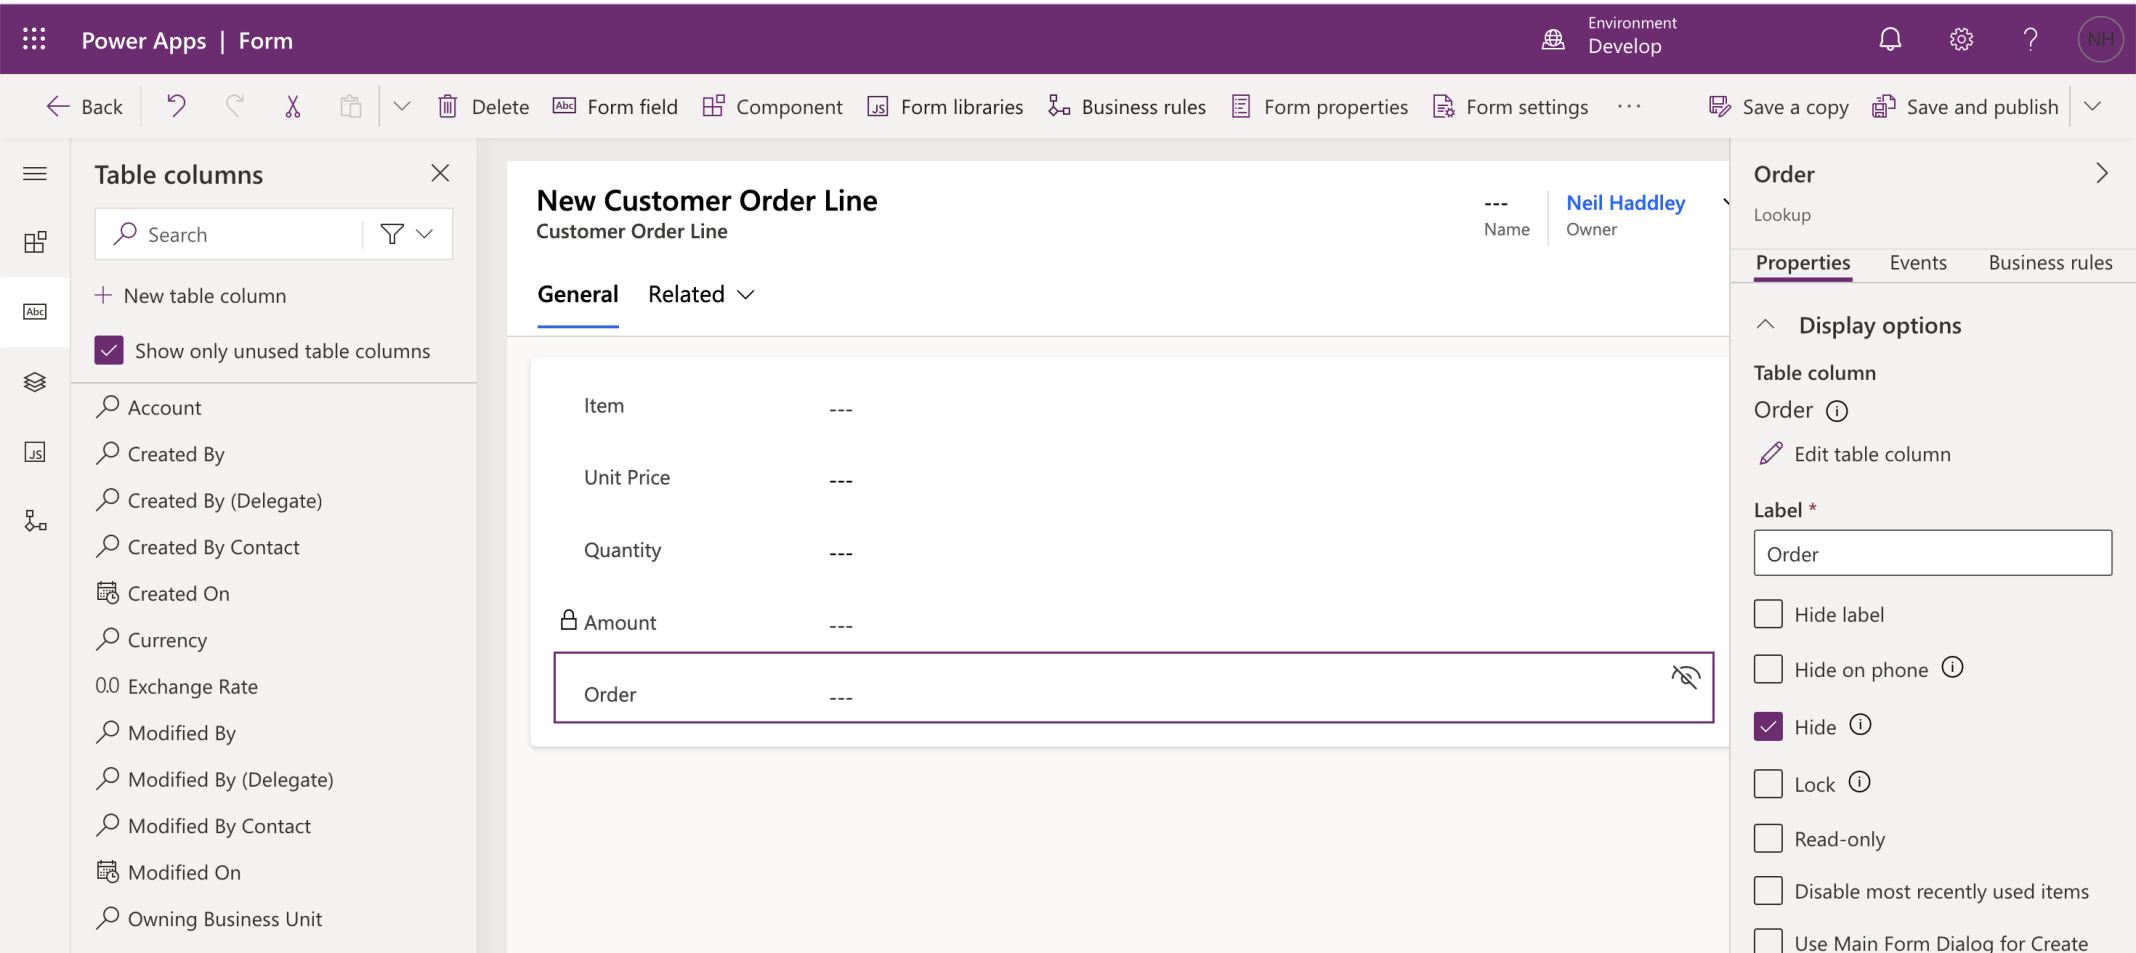 Power Apps | Form
Environment
Develop
NH
Back
Delete
Abc
Form field
Component
JS
Form libraries
Business rules
Form properties
Form settings
...
Save a copy
Save and publish
Table columns
Search
New table column
Abc
Show only unused table columns
Account
Created By
Created By (Delegate)
JS
Created By Contact
Created On
Currency
0.0 Exchange Rate
Modified By
Modified By (Delegate)
Modified By Contact
Modified On
Owning Business Unit
New Customer Order Line
Customer Order Line
---
Name
Neil Haddley
Owner
General
Related
Item ---
Unit Price ---
Quantity ---
Amount ---
Order ---
Order
Lookup
Properties
Events
Business rules
Display options
Table column
Order
Edit table column
Label *
Order
Hide label
Hide on phone
Hide
Lock
Read-only
Disable most recently used items
Use Main Form Dialog for Create